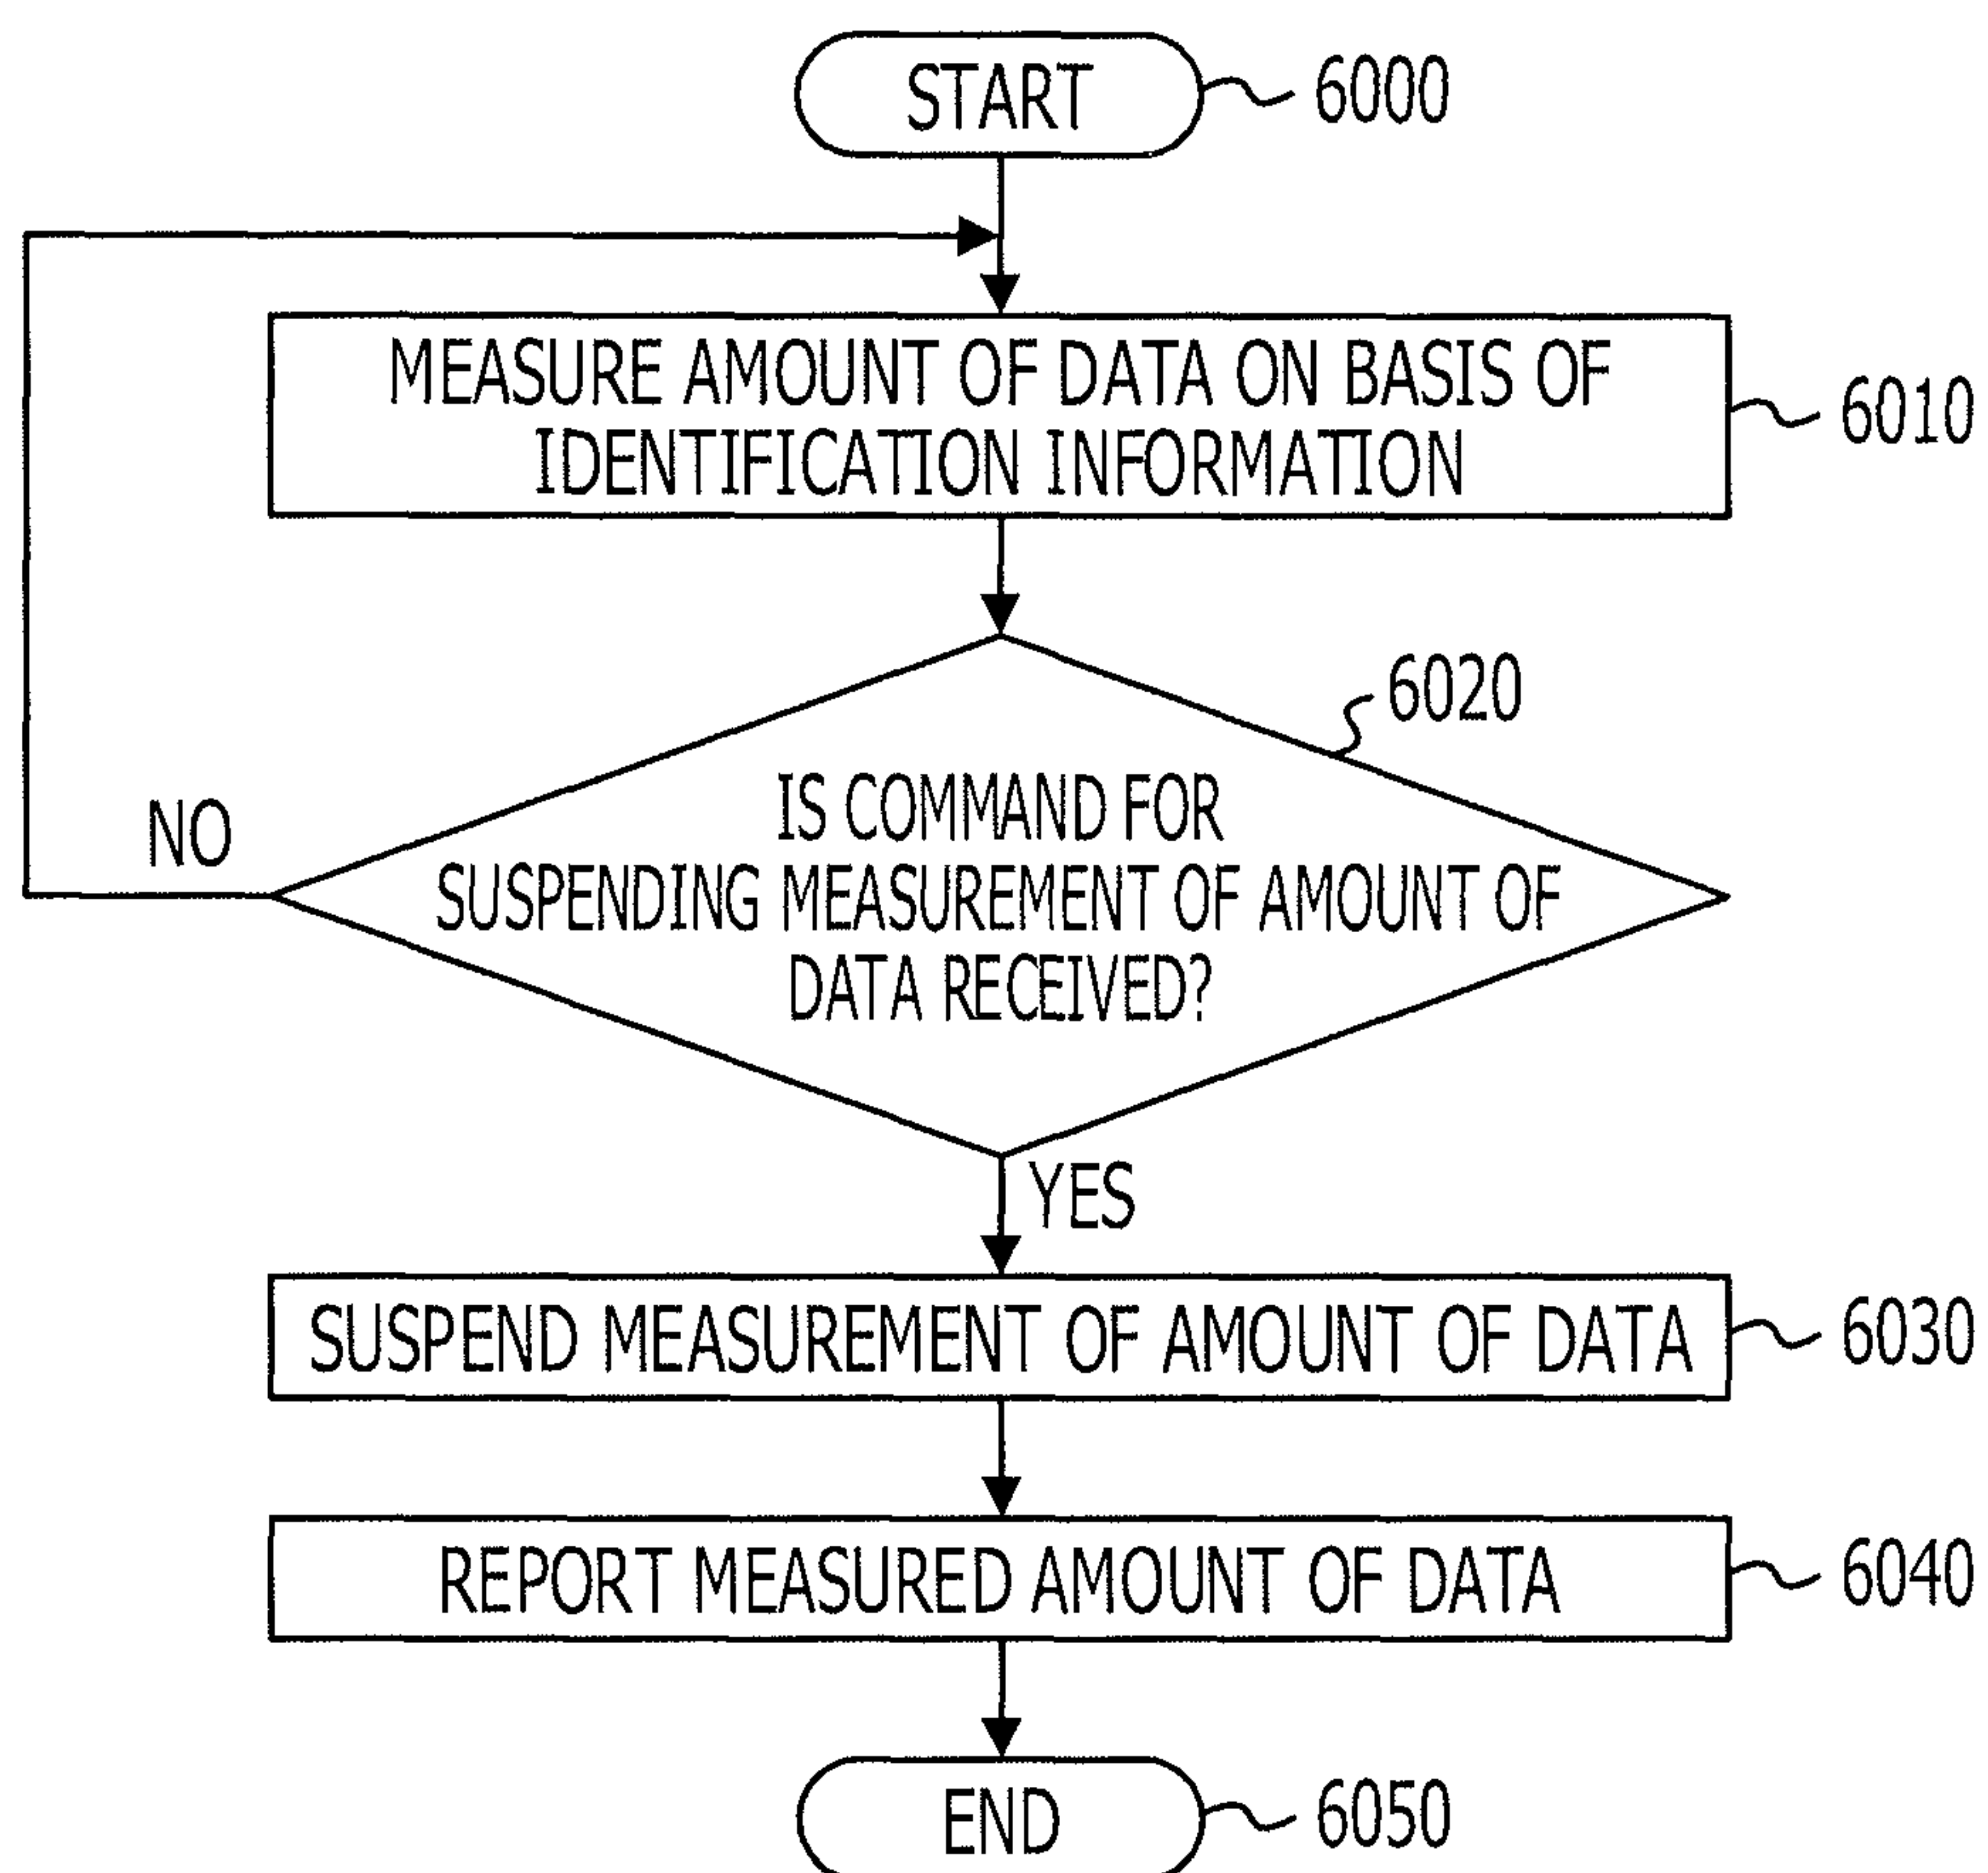 START
6000
MEASURE AMOUNT OF DATA ON BASIS OF
IDENTIFICATION INFORMATION
6010
6020
IS COMMAND FOR
SUSPENDING MEASUREMENT OF AMOUNT OF
DATA RECEIVED?
NO
YES
SUSPEND MEASUREMENT OF AMOUNT OF DATA
6030
REPORT MEASURED AMOUNT OF DATA
6040
END
6050